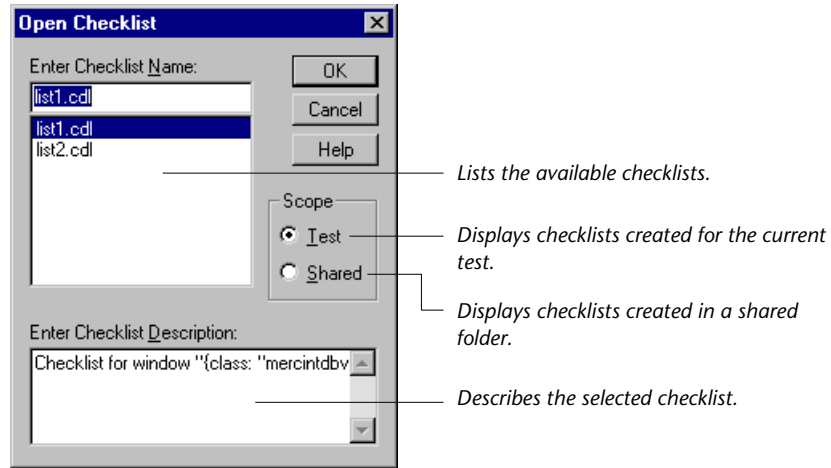 Open Checklist
Enter Checklist Name:
list1.cdl
list1.cdl
list2.cdl
OK
Cancel
Help
Lists the available checklists.
Scope
Test
Displays checklists created for the current
test.
Shared
Displays checklists created in a shared
folder.
Enter Checklist Description:
Checklist for window "{class: "mercintdbv
Describes the selected checklist.